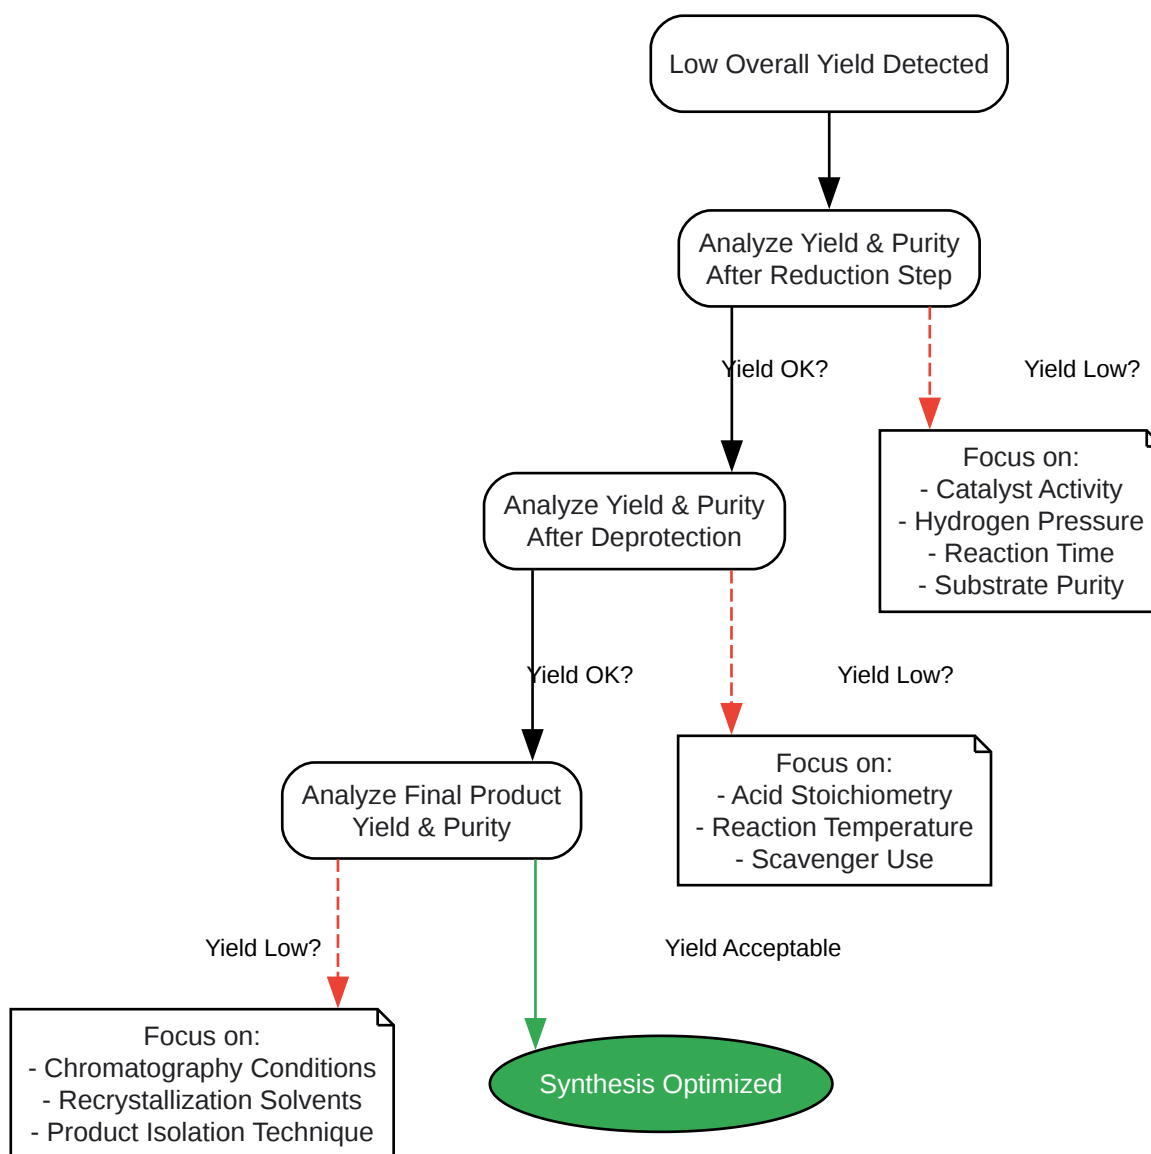 Low Overall Yield Detected
Analyze Yield & Purity
After Reduction Step
Yield OK?
Yield Low?
Focus on:
- Catalyst Activity
- Hydrogen Pressure
- Reaction Time
- Substrate Purity
Analyze Yield & Purity
After Deprotection
Yield OK?
Yield Low?
Focus on:
- Acid Stoichiometry
- Reaction Temperature
- Scavenger Use
Analyze Final Product
Yield & Purity
Yield Low?
Yield Acceptable
Focus on:
- Chromatography Conditions
- Recrystallization Solvents
- Product Isolation Technique
Synthesis Optimized